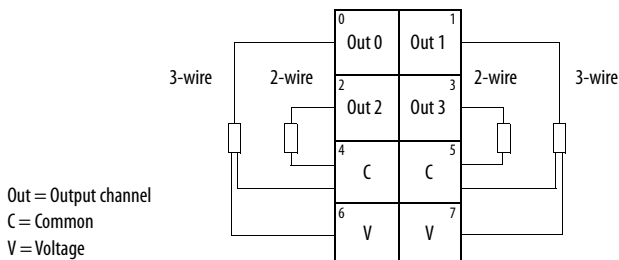 0 1
Out 0 Out 1
3-wire 2-wire 2-wire 3-wire
2 3
Out 2 Out 3
4 5
C C
Out = Output channel
C = Common
6 7
V V
V = Voltage